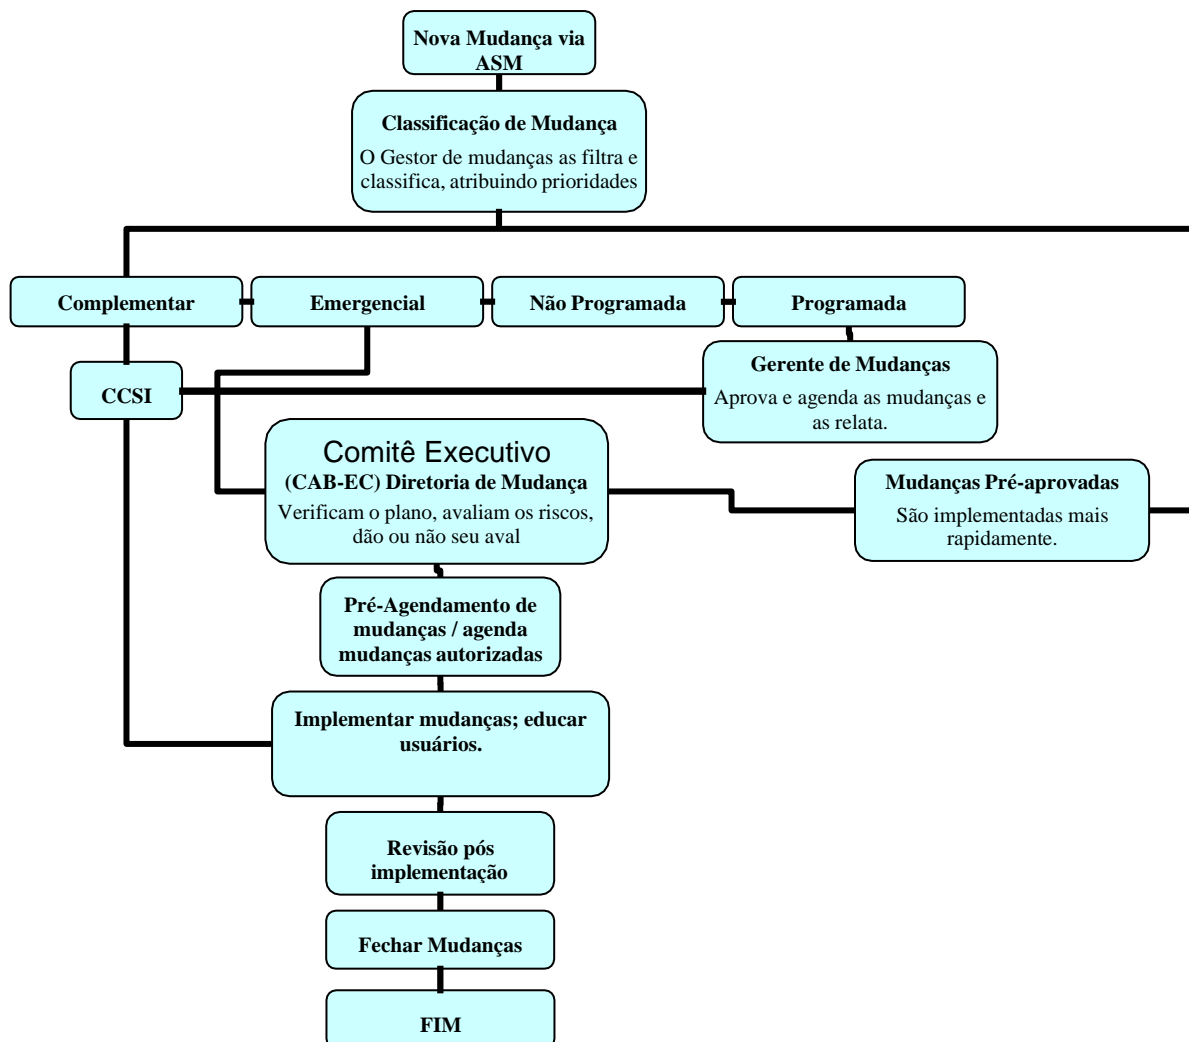 Nova Mudança via
ASM
Classificação de Mudança
O Gestor de mudanças as filtra e
classifica, atribuindo prioridades
Complementar
Emergencial
Não Programada
Programada
CCSI
Gerente de Mudanças
Aprova e agenda as mudanças e
as relata.
Comitê Executivo
(CAB-EC) Diretoria de Mudança
Verificam o plano, avaliam os riscos,
dão ou não seu aval
Mudanças Pré-aprovadas
São implementadas mais
rapidamente.
Pré-Agendamento de
mudanças / agenda
mudanças autorizadas
Implementar mudanças; educar
usuários.
Revisão pós
implementação
Fechar Mudanças
FIM